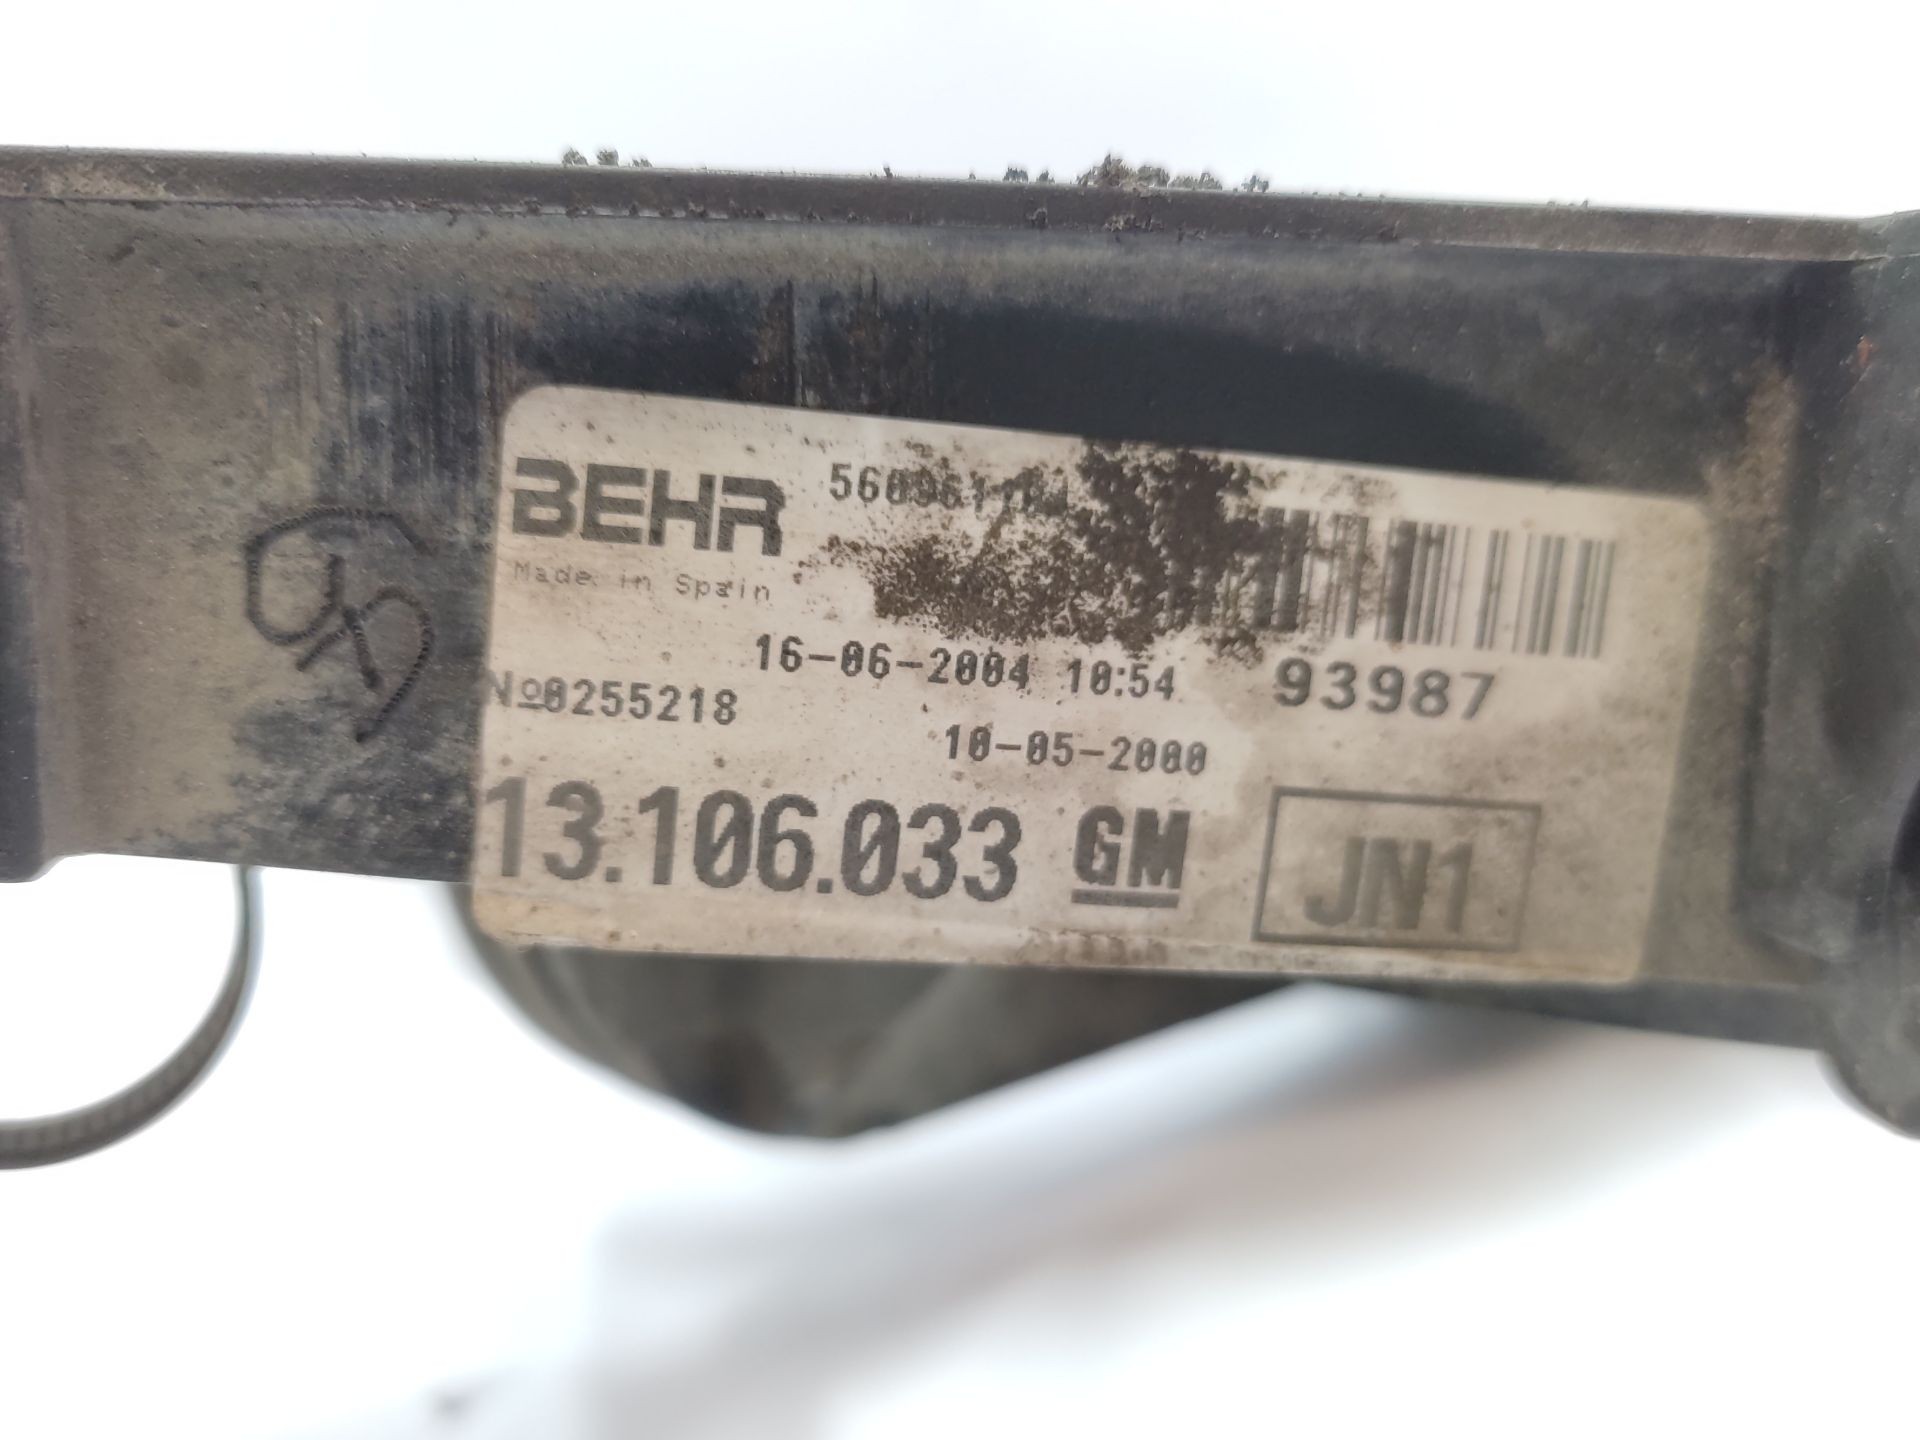 BEHR
Made in Spain
16-06-2004 10:54
93987
Nº0255218
10-05-2000
13.106.033 GM
JN1